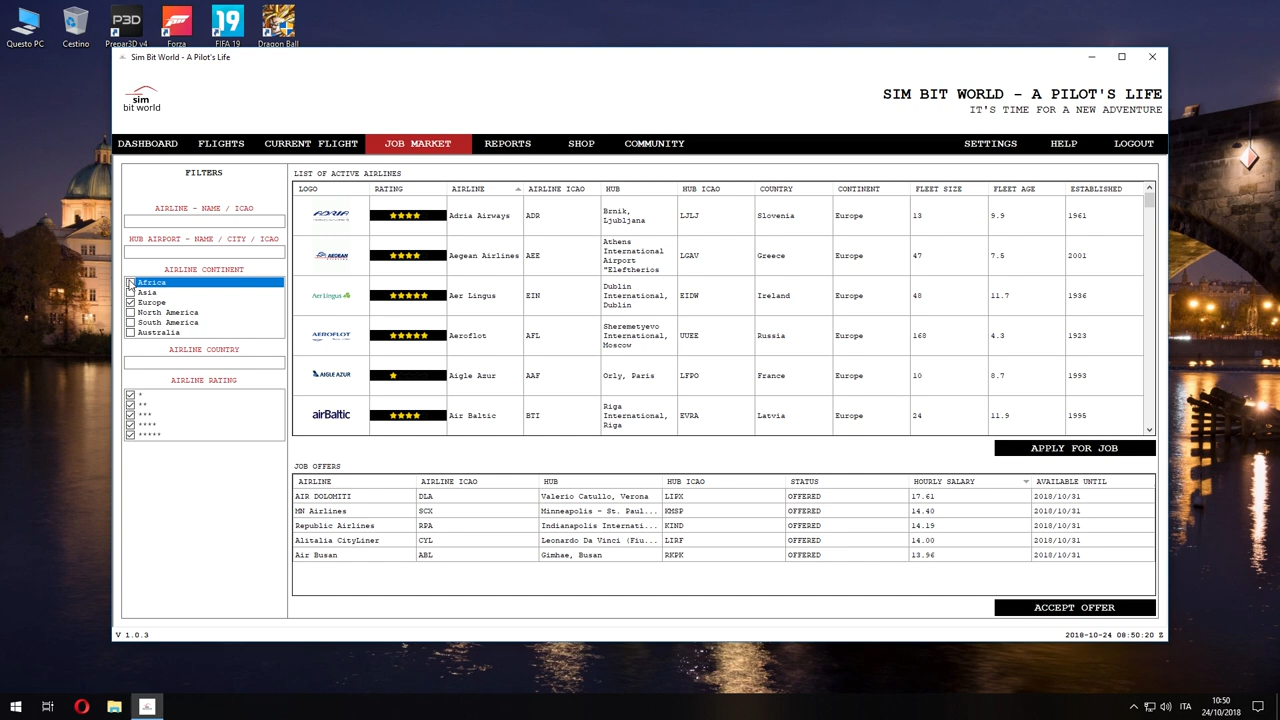 P3D
19
Questo PC
Cestino
Prepar3D v4
Forza
FIFA 19
Dragon Ball
Sim Bit World - A Pilot's Life
sim
bit world
SIM BIT WORLD - A PILOT'S LIFE
IT'S TIME FOR A NEW ADVENTURE
DASHBOARD FLIGHTS CURRENT FLIGHT JOB MARKET REPORTS SHOP COMMUNITY SETTINGS HELP LOGOUT
FILTERS
AIRLINE - NAME / ICAO
HUB AIRPORT - NAME / CITY / ICAO
AIRLINE CONTINENT
Africa
Asia
Europe
North America
South America
Australia
AIRLINE COUNTRY
AIRLINE RATING
*
**
***
****
*****
LIST OF ACTIVE AIRLINES
LOGO RATING AIRLINE AIRLINE ICAO HUB HUB ICAO COUNTRY CONTINENT FLEET SIZE FLEET AGE ESTABLISHED
ADRIA Adria Airways ADR Brnik, Ljubljana LJLJ Slovenia Europe 13 9.9 1961
AEGEAN Aegean Airlines AEE Athens International Airport "Eleftherios LGAV Greece Europe 47 7.5 2001
Aer Lingus Aer Lingus EIN Dublin International, Dublin EIDW Ireland Europe 48 11.7 1936
AEROFLOT Aeroflot AFL Sheremetyevo International, Moscow UUEE Russia Europe 168 4.3 1923
AIGLE AZUR Aigle Azur AAF Orly, Paris LFPO France Europe 10 8.7 1993
airBaltic Air Baltic BTI Riga International, Riga EVRA Latvia Europe 24 11.9 1995
APPLY FOR JOB
JOB OFFERS
AIRLINE AIRLINE ICAO HUB HUB ICAO STATUS HOURLY SALARY AVAILABLE UNTIL
AIR DOLOMITI DLA Valerio Catullo, Verona LIPX OFFERED 17.61 2018/10/31
MN Airlines SCX Minneapolis - St. Paul... KMSP OFFERED 14.40 2018/10/31
Republic Airlines RPA Indianapolis Internati... KIND OFFERED 14.19 2018/10/31
Alitalia CityLiner CYL Leonardo Da Vinci (Fiu... LIRF OFFERED 14.00 2018/10/31
Air Busan ABL Gimhae, Busan RKPK OFFERED 13.96 2018/10/31
ACCEPT OFFER
V 1.0.3
2018-10-24 08:50:20 Z
ITA
10:50
24/10/2018